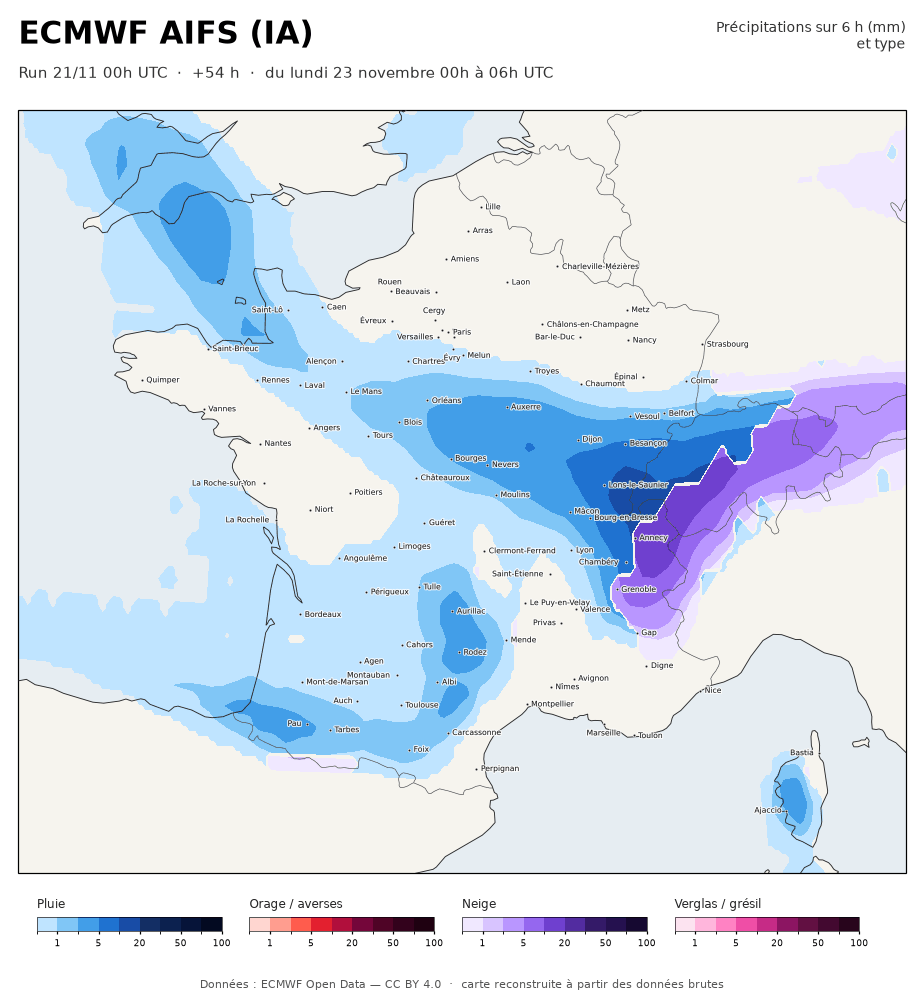 ECMWF AIFS (IA)
Précipitations sur 6 h (mm)
et type
Run 21/11 00h UTC · +54 h · du lundi 23 novembre 00h à 06h UTC
Lille
Arras
Amiens
Charleville-Mézières
Rouen
Laon
Beauvais
Saint-Lô
Caen
Cergy
Metz
Évreux
Châlons-en-Champagne
Paris
Versailles
Bar-le-Duc
Nancy
Strasbourg
Saint-Brieuc
Alençon
Chartres
Évry
Melun
Troyes
Épinal
Quimper
Rennes
Laval
Chaumont
Colmar
Le Mans
Orléans
Auxerre
Vannes
Vesoul
Belfort
Blois
Angers
Tours
Dijon
Besançon
Nantes
Bourges
Nevers
Châteauroux
La Roche-sur-Yon
Lons-le-Saunier
Poitiers
Moulins
Niort
Mâcon
La Rochelle
Guéret
Bourg-en-Bresse
Annecy
Limoges
Clermont-Ferrand
Lyon
Angoulême
Chambéry
Saint-Étienne
Tulle
Périgueux
Grenoble
Le Puy-en-Velay
Bordeaux
Aurillac
Valence
Privas
Gap
Mende
Cahors
Rodez
Agen
Digne
Montauban
Mont-de-Marsan
Albi
Avignon
Nîmes
Nice
Auch
Toulouse
Montpellier
Pau
Tarbes
Carcassonne
Marseille
Toulon
Foix
Bastia
Perpignan
Ajaccio
Pluie
1 5 20 50 100
Orage / averses
1 5 20 50 100
Neige
1 5 20 50 100
Verglas / grésil
1 5 20 50 100
Données : ECMWF Open Data — CC BY 4.0 · carte reconstruite à partir des données brutes